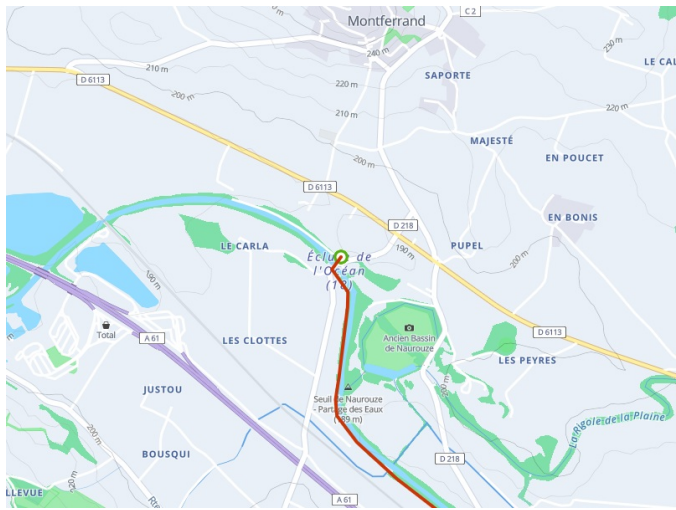 C 2
Montferrand
240 m
230 m
LE CAL
210 m
D 6113
SAPORTE
200 m
220 m
210 m
220 m
MAJESTÉ
200 m
EN POUCET
D 6113
EN BONIS
D 218
LE CARLA
190 m
PUPEL
Écluse de
l'Océan
(18)
200 m
190 m
Total
A 61
LES CLOTTES
Ancien Bassin
de Naurouze
D 6113
LES PEYRES
JUSTOU
Seuil de Naurouze
- Partage des Eaux
(189 m)
La Rigole de la Plaine
200 m
BOUSQUI
D 218
LLEVUE
A 61